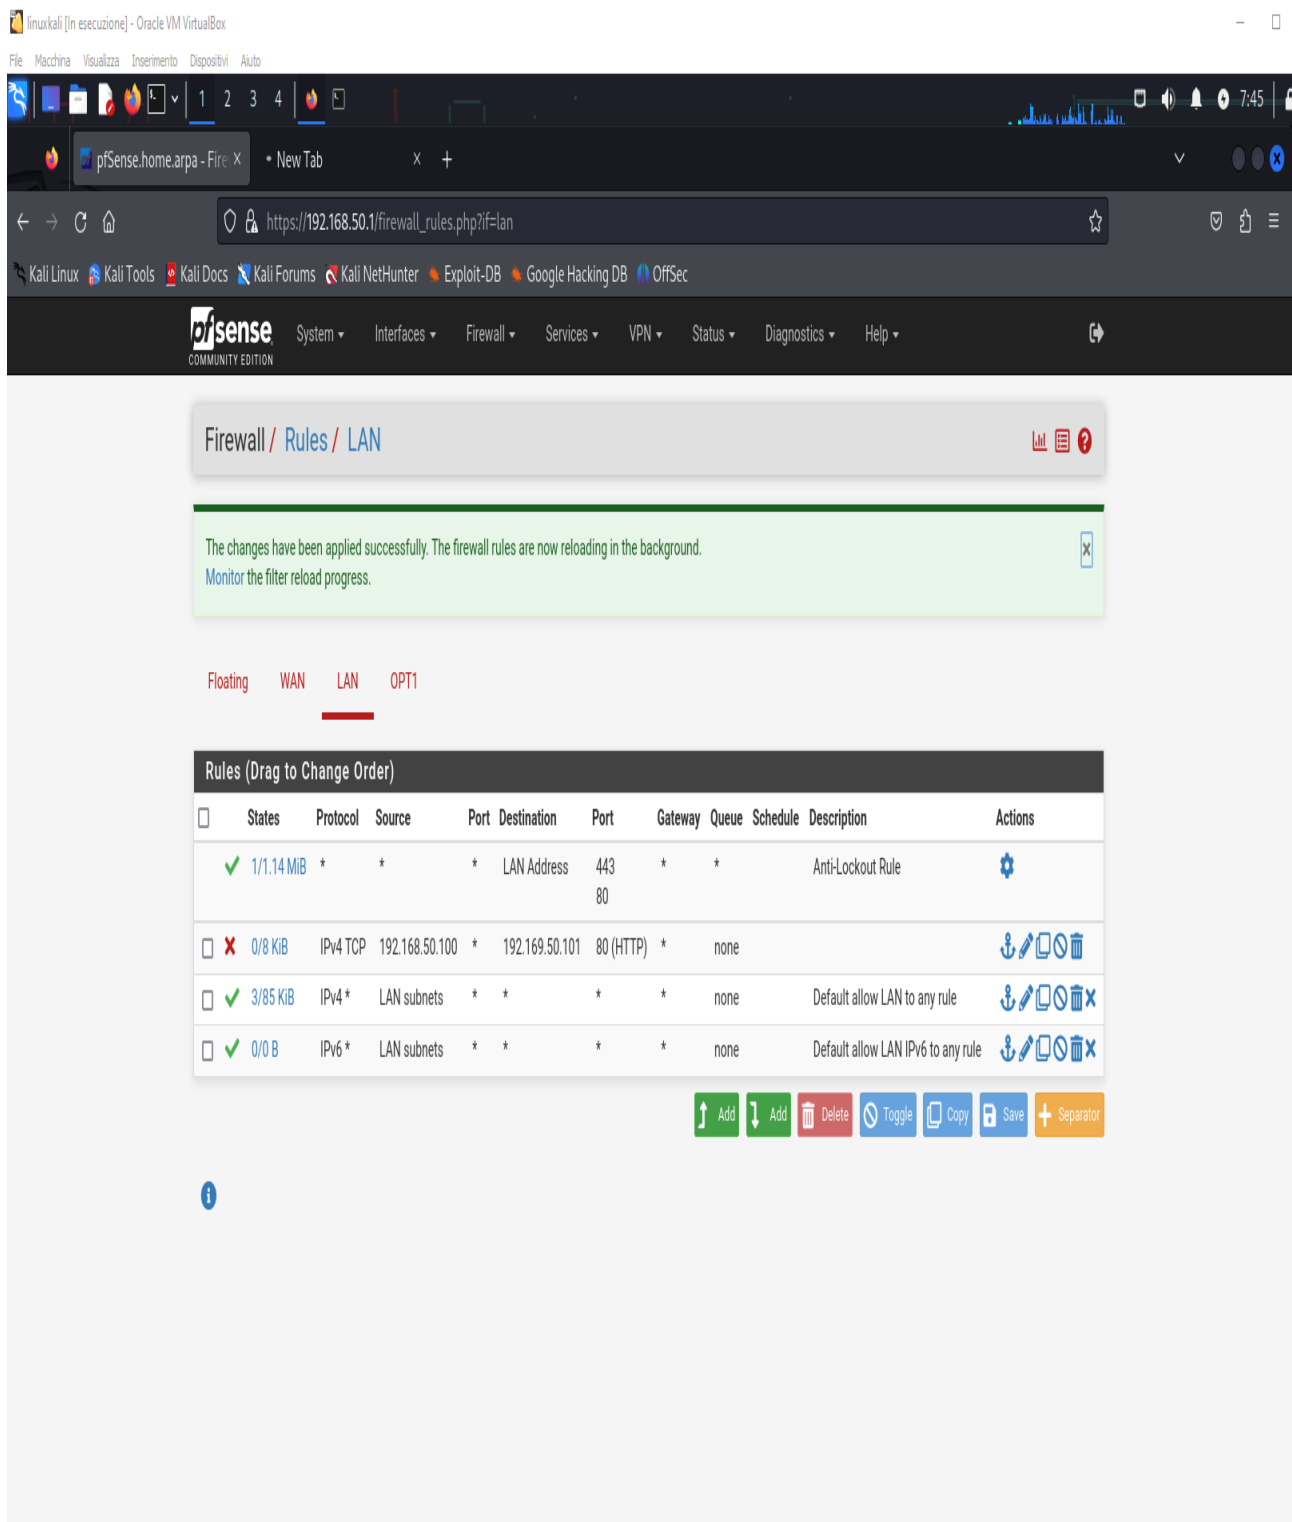 linuxkali [In esecuzione] - Oracle VM VirtualBox
File Macchina Visualizza Inserimento Dispositivi Aiuto
1 2 3 4 7:45
pfSense.home.arpa - Fire × • New Tab × +
https://192.168.50.1/firewall_rules.php?if=lan
Kali Linux Kali Tools Kali Docs Kali Forums Kali NetHunter Exploit-DB Google Hacking DB OffSec
pfsense System Interfaces Firewall Services VPN Status Diagnostics Help
COMMUNITY EDITION
Firewall / Rules / LAN
The changes have been applied successfully. The firewall rules are now reloading in the background.
Monitor the filter reload progress.
Floating WAN LAN OPT1
Rules (Drag to Change Order)
States Protocol Source Port Destination Port Gateway Queue Schedule Description Actions
1/1.14 MiB * * * LAN Address 443 * * Anti-Lockout Rule
80
0/8 KiB IPv4 TCP 192.168.50.100 * 192.169.50.101 80 (HTTP) * none
3/85 KiB IPv4 * LAN subnets * * * * none Default allow LAN to any rule
0/0 B IPv6 * LAN subnets * * * * none Default allow LAN IPv6 to any rule
Add Add Delete Toggle Copy Save Separator